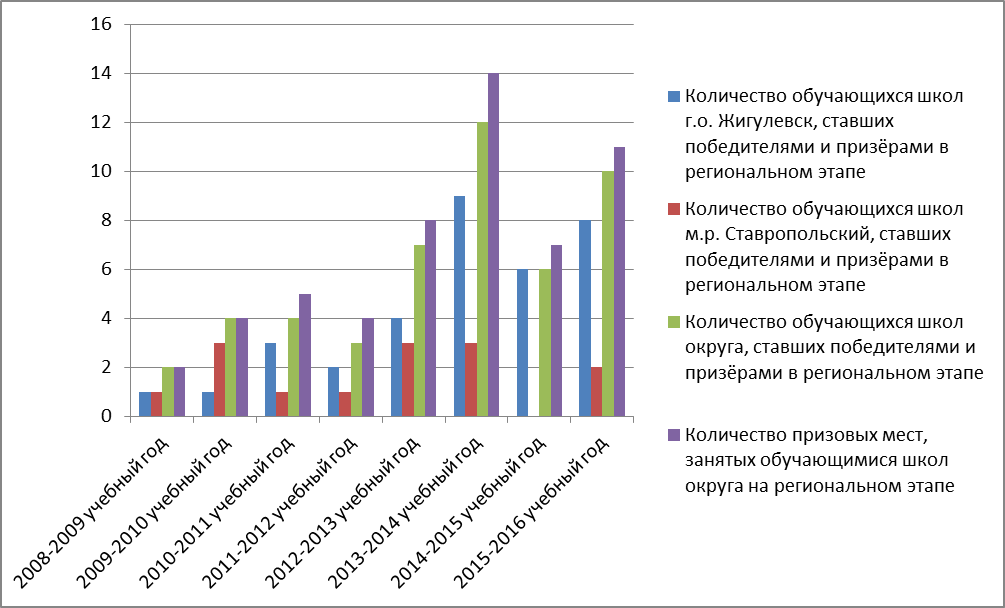 16
14
12
10
8
6
4
2
0
2008-2009 учебный год
2009-2010 учебный год
2010-2011 учебный год
2011-2012 учебный год
2012-2013 учебный год
2013-2014 учебный год
2014-2015 учебный год
2015-2016 учебный год
Количество обучающихся школ
г.о. Жигулевск, ставших
победителями и призёрами в
региональном этапе
Количество обучающихся школ
м.р. Ставропольский, ставших
победителями и призёрами в
региональном этапе
Количество обучающихся школ
округа, ставших победителями и
призёрами в региональном этапе
Количество призовых мест,
занятых обучающимися школ
округа на региональном этапе